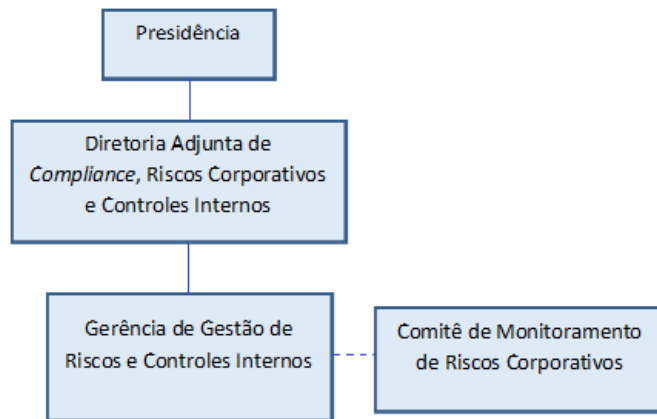 Presidência
Diretoria Adjunta de
Compliance, Riscos Corporativos
e Controles Internos
Gerência de Gestão de
Riscos e Controles Internos
Comitê de Monitoramento
de Riscos Corporativos